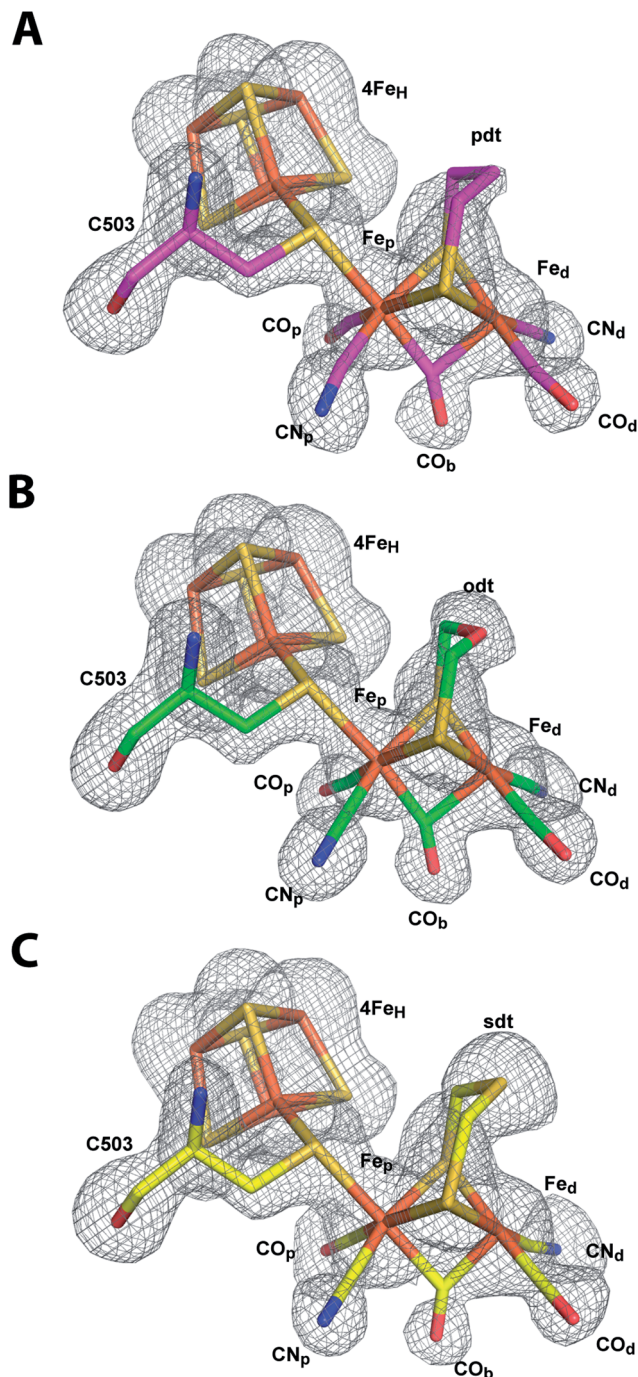 A
4FeH
pdt
C503
Fep
Fed
COp
CNd
CNp
COd
COb
B
4FeH
odt
C503
Fep
Fed
COp
CNd
CNp
COd
COb
C
4FeH
sdt
C503
Fep
Fed
COp
CNd
CNp
COd
COb